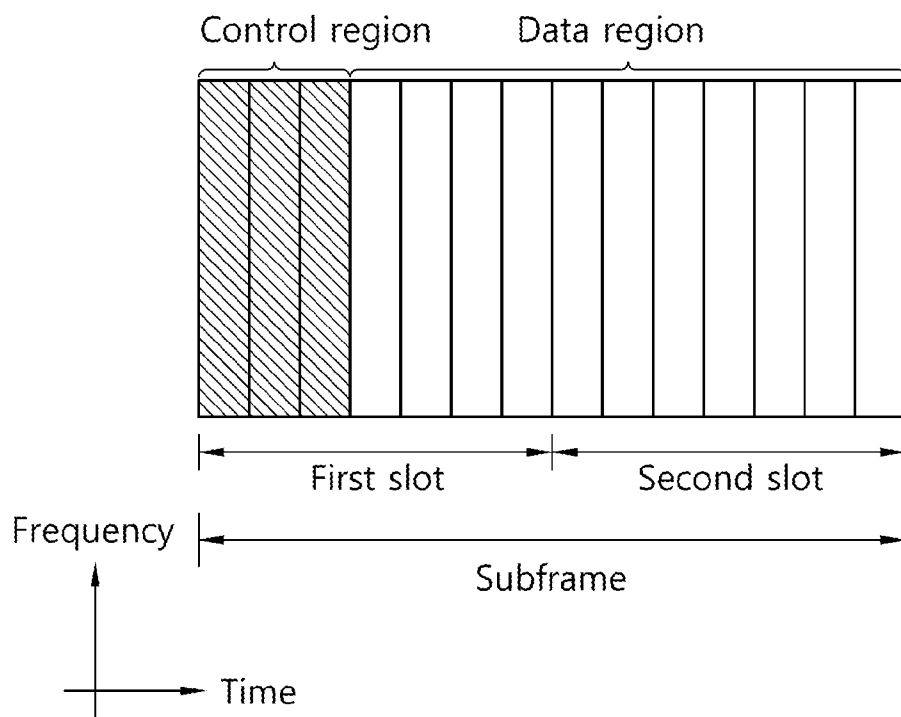 Control region
Data region
First slot
Second slot
Frequency
Subframe
Time